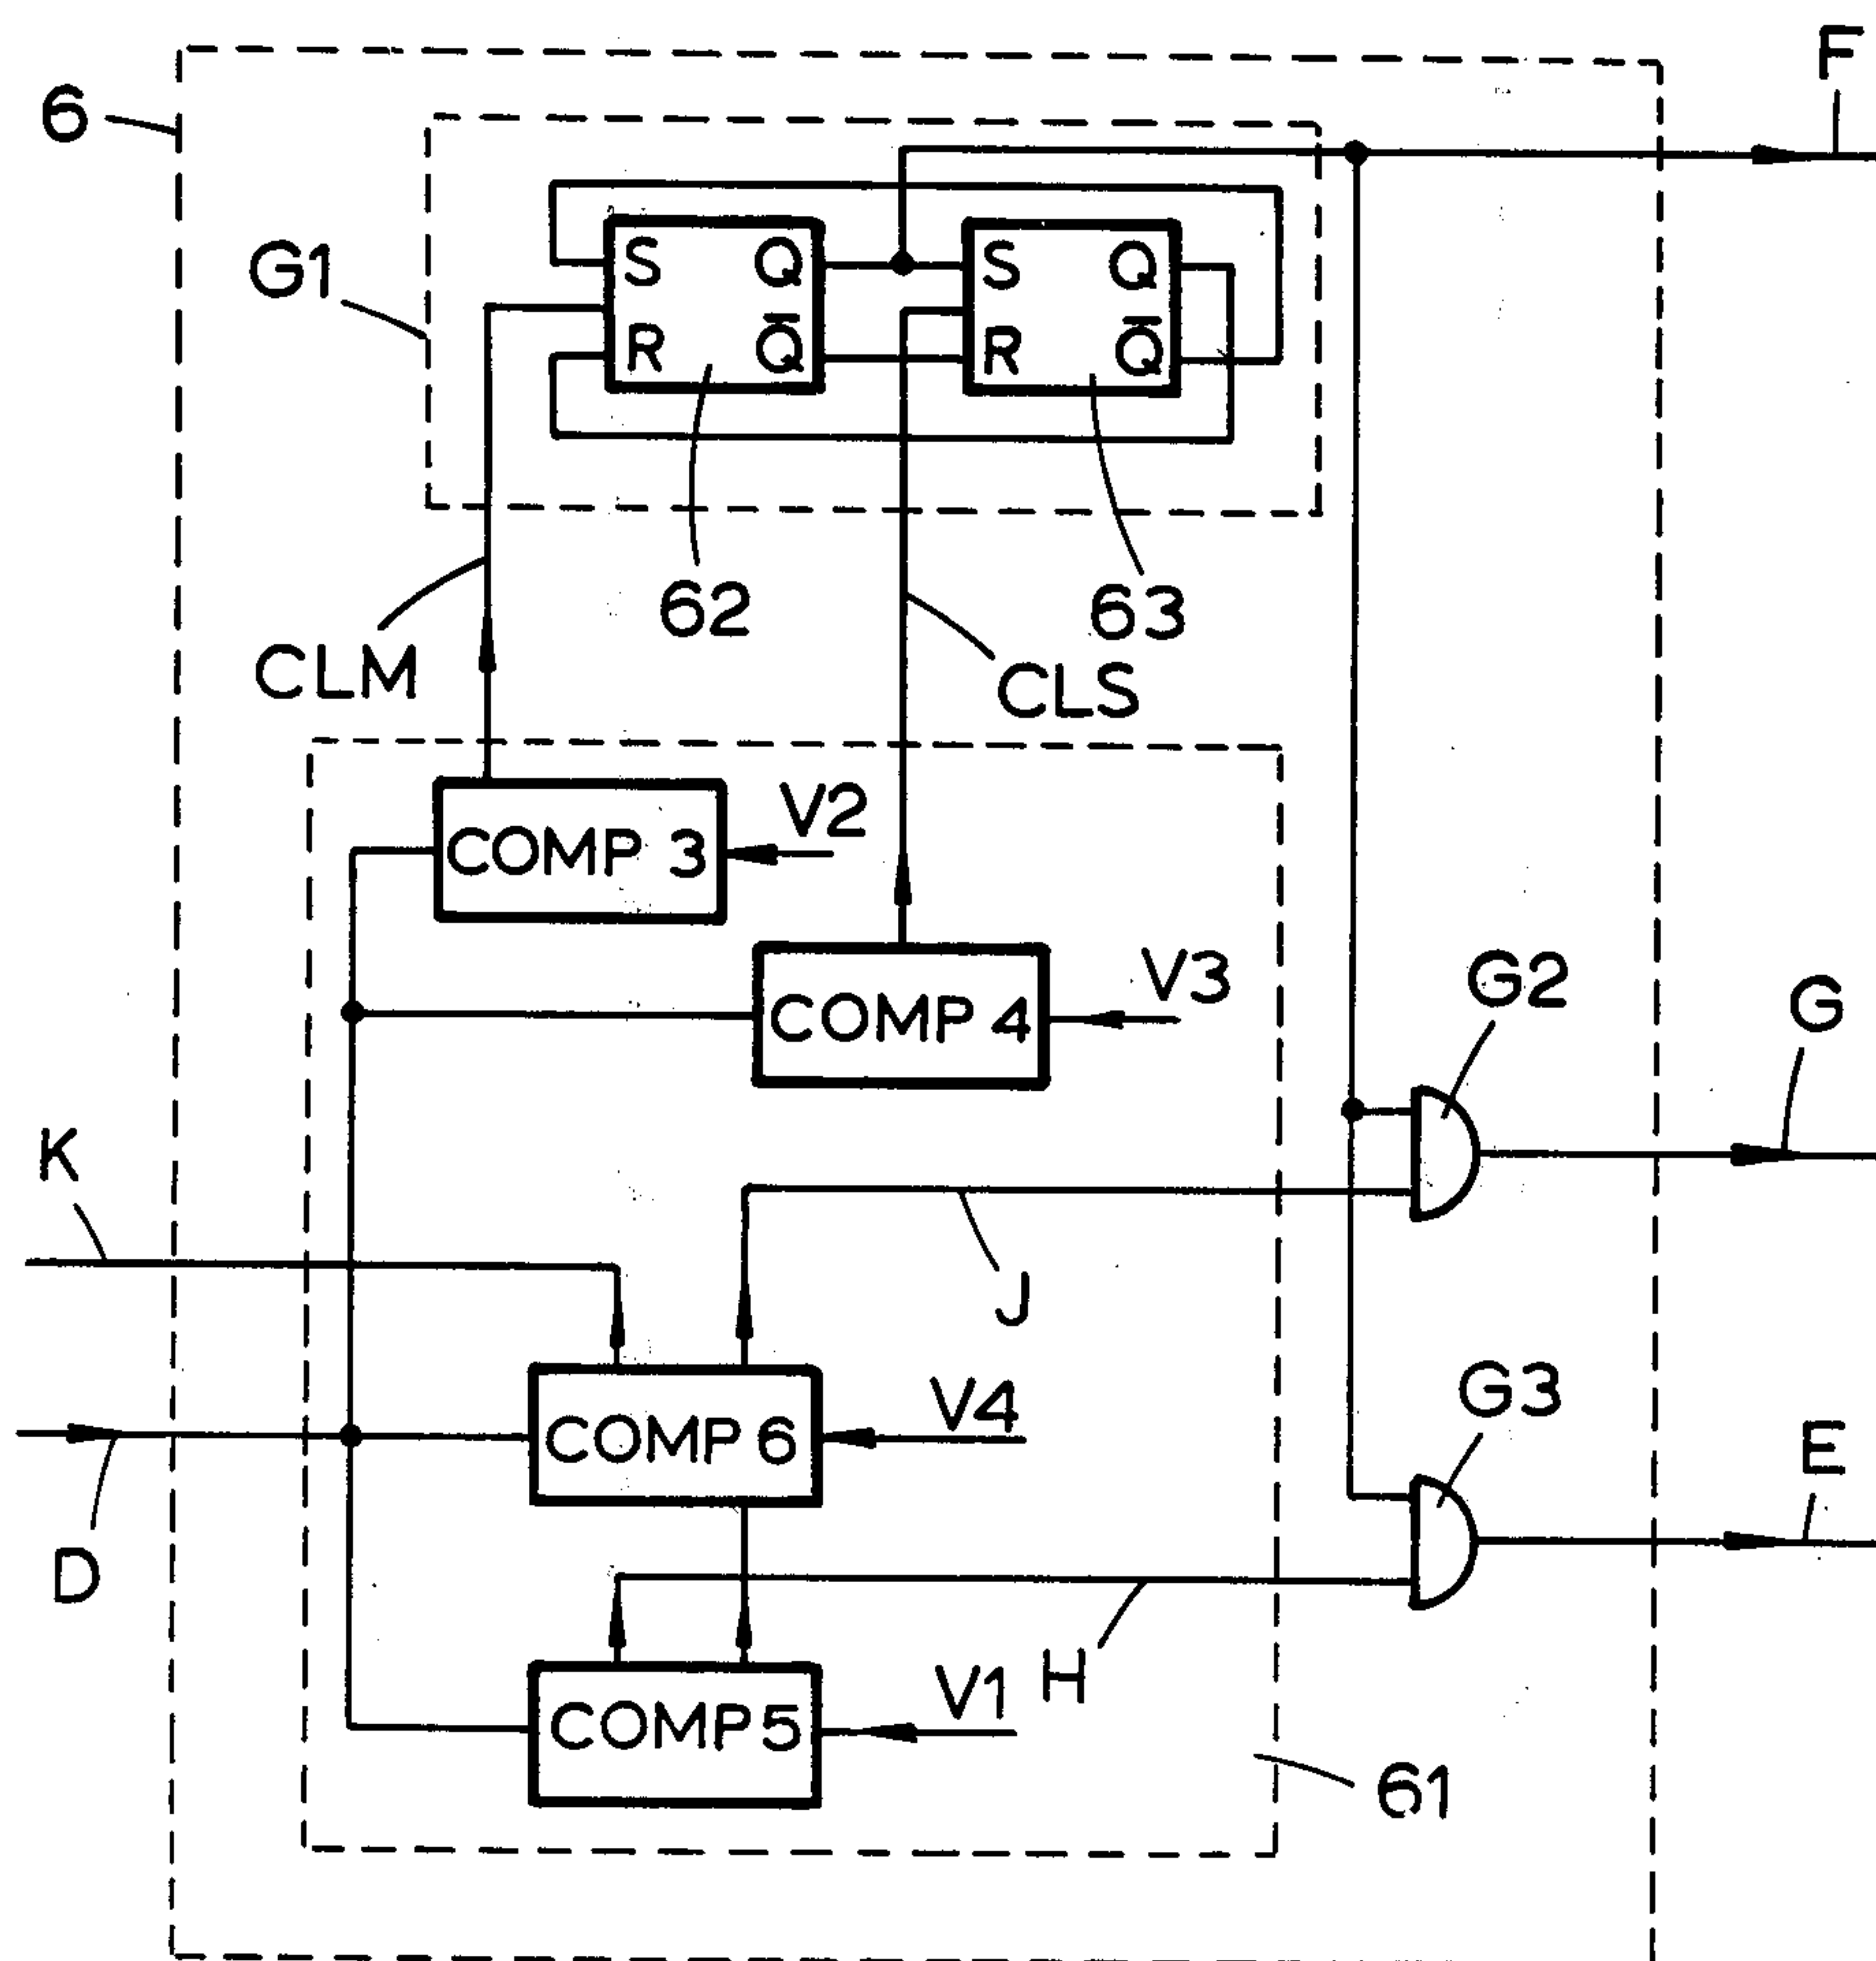 F
6
G1
S Q
R Q̅
S Q
R Q̅
62
63
CLM
CLS
COMP 3
V2
COMP 4
V3
G2
G
K
J
COMP 6
V4
G3
E
D
H
COMP5
V1
61